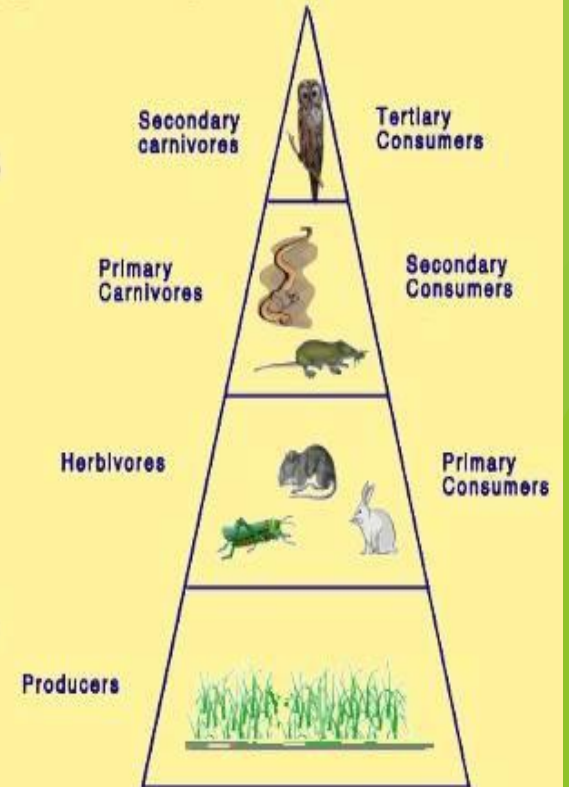 Secondary
carnivores
Tertiary
Consumers
Primary
Carnivores
Secondary
Consumers
Herbivores
Primary
Consumers
Producers